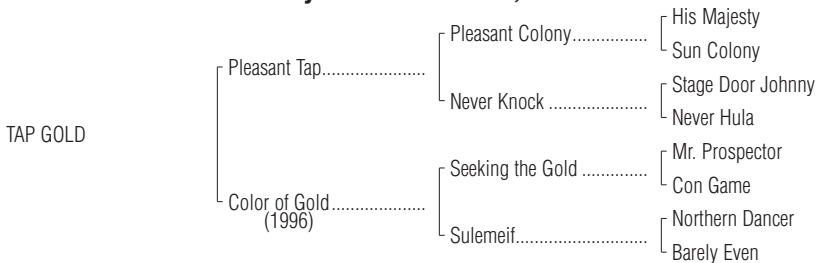 His Majesty
Pleasant Colony................
Sun Colony
Pleasant Tap......................
Stage Door Johnny
Never Knock .....................
Never Hula
TAP GOLD
Mr. Prospector
Seeking the Gold ..............
Con Game
Color of Gold....................
(1996)
Northern Dancer
Sulemeif............................
Barely Even